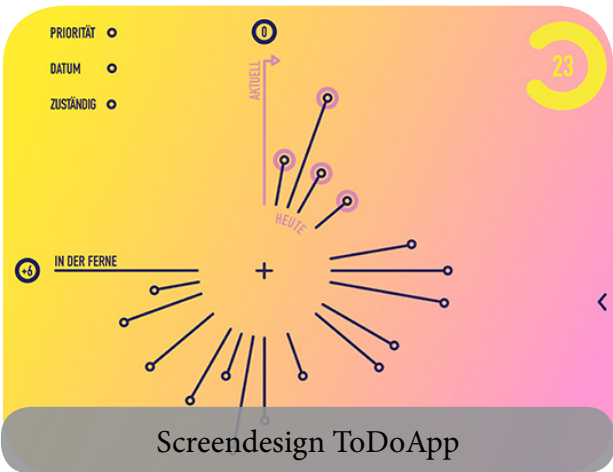 PRIORITÄT
DATUM
ZUSTÄNDIG
0
AKTUELL
23
HEUTE
+6
IN DER FERNE
Screendesign ToDoApp